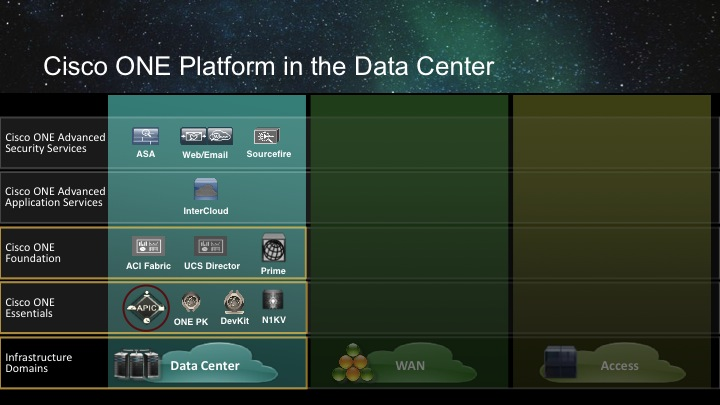 Cisco ONE Platform in the Data Center
Cisco ONE Advanced
Security Services
ASA
Web/Email
Sourcefire
Cisco ONE Advanced
Application Services
InterCloud
Cisco ONE
Foundation
ACI Fabric
UCS Director
Prime
Cisco ONE
Essentials
APIC
ONE PK
DevKit
N1KV
Infrastructure
Domains
Data Center
WAN
Access